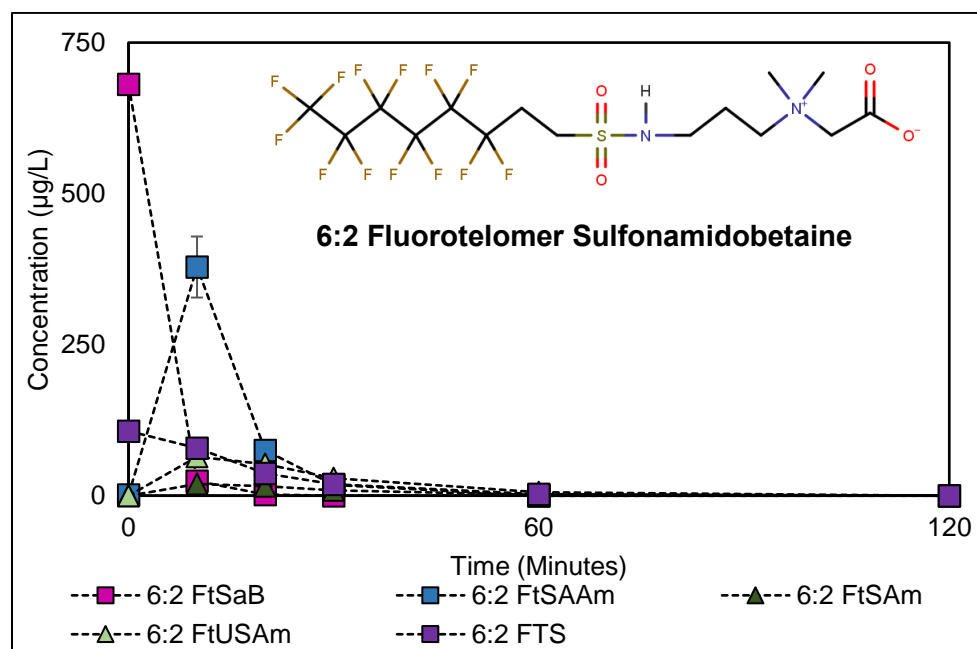 750
500
250
0
Concentration (µg/L)
F F F F F F
F
F
F F F F F F
O
S
O
H
N
N+
O
O−
6:2 Fluorotelomer Sulfonamidobetaine
0 60 120
Time (Minutes)
6:2 FtSaB 6:2 FtSAAm 6:2 FtSAm
6:2 FtUSAm 6:2 FTS